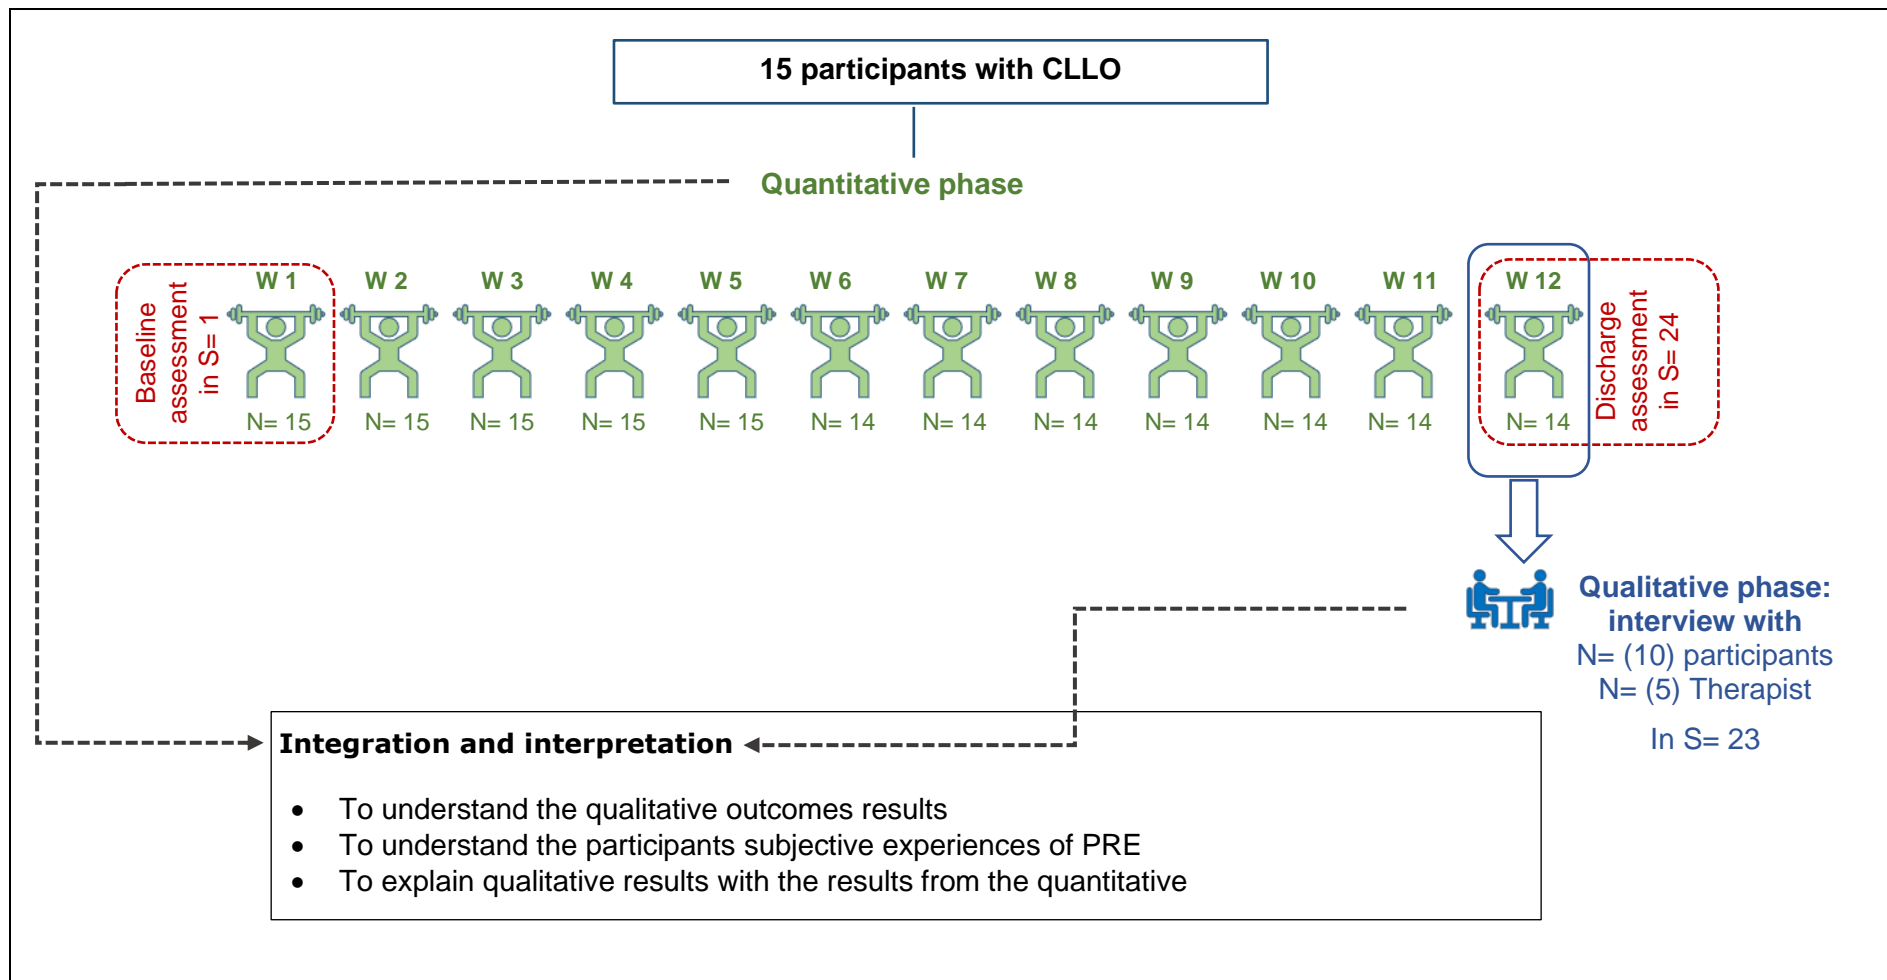 15 participants with CLLO
Quantitative phase
Baseline
assessment
in S= 1
W 1
W 2
W 3
W 4
W 5
W 6
W 7
W 8
W 9
W 10
W 11
W 12
N= 15
N= 15
N= 15
N= 15
N= 15
N= 14
N= 14
N= 14
N= 14
N= 14
N= 14
N= 14
Discharge
assessment
in S= 24
Qualitative phase:
interview with
N= (10) participants
N= (5) Therapist
In S= 23
Integration and interpretation
• To understand the qualitative outcomes results
• To understand the participants subjective experiences of PRE
• To explain qualitative results with the results from the quantitative